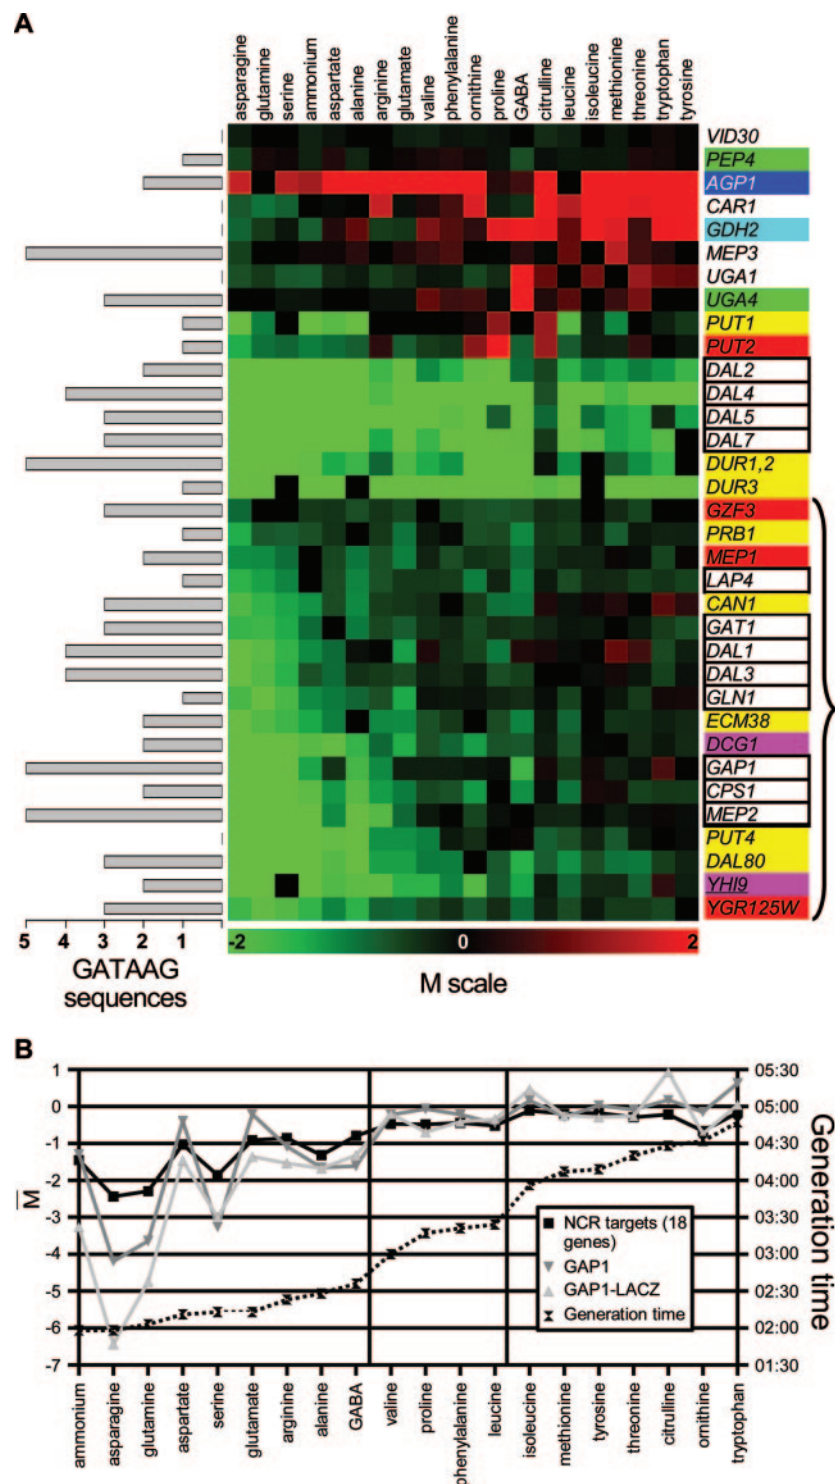 A
asparagine
glutamine
serine
ammonium
aspartate
alanine
arginine
glutamate
valine
phenylalanine
ornithine
proline
GABA
citrulline
leucine
isoleucine
methionine
threonine
tryptophan
tyrosine
VID30
PEP4
AGP1
CAR1
GDH2
MEP3
UGA1
UGA4
PUT1
PUT2
DAL2
DAL4
DAL5
DAL7
DUR1,2
DUR3
GZF3
PRB1
MEP1
LAP4
CAN1
GAT1
DAL1
DAL3
GLN1
ECM38
DCG1
GAP1
CPS1
MEP2
PUT4
DAL80
YHI9
YGR125W
5 4 3 2 1
GATAAG
sequences
-2 0 2
M scale
B
1
0
-1
-2
-3
-4
-5
-6
-7
M
05:30
05:00
04:30
04:00
03:30
03:00
02:30
02:00
01:30
Generation time
NCR targets (18
genes)
GAP1
GAP1-LACZ
Generation time
ammonium
asparagine
glutamine
aspartate
serine
glutamate
arginine
alanine
GABA
valine
proline
phenylalanine
leucine
isoleucine
methionine
tyrosine
threonine
citrulline
ornithine
tryptophan